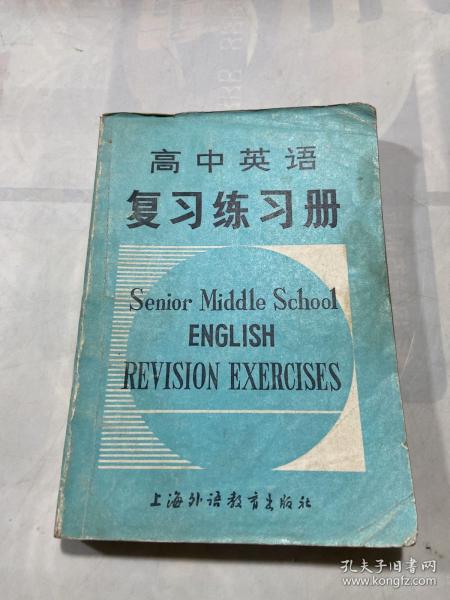 高中英语
复习练习册
Senior Middle School
ENGLISH
REVISION EXERCISES
上海外语教育出版社
孔夫子旧书网
www.kongfz.com